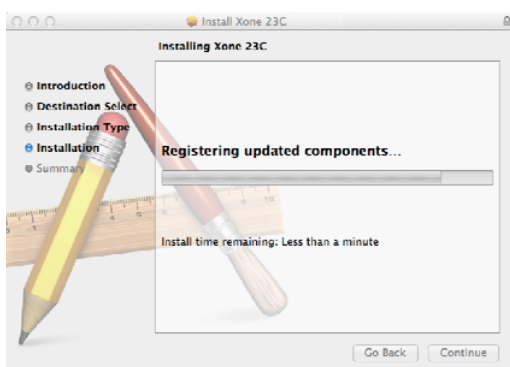 Install Xone 23C
Installing Xone 23C
Introduction
Destination Select
Installation Type
Installation
Summary
Registering updated components...
Install time remaining: Less than a minute
Go Back
Continue